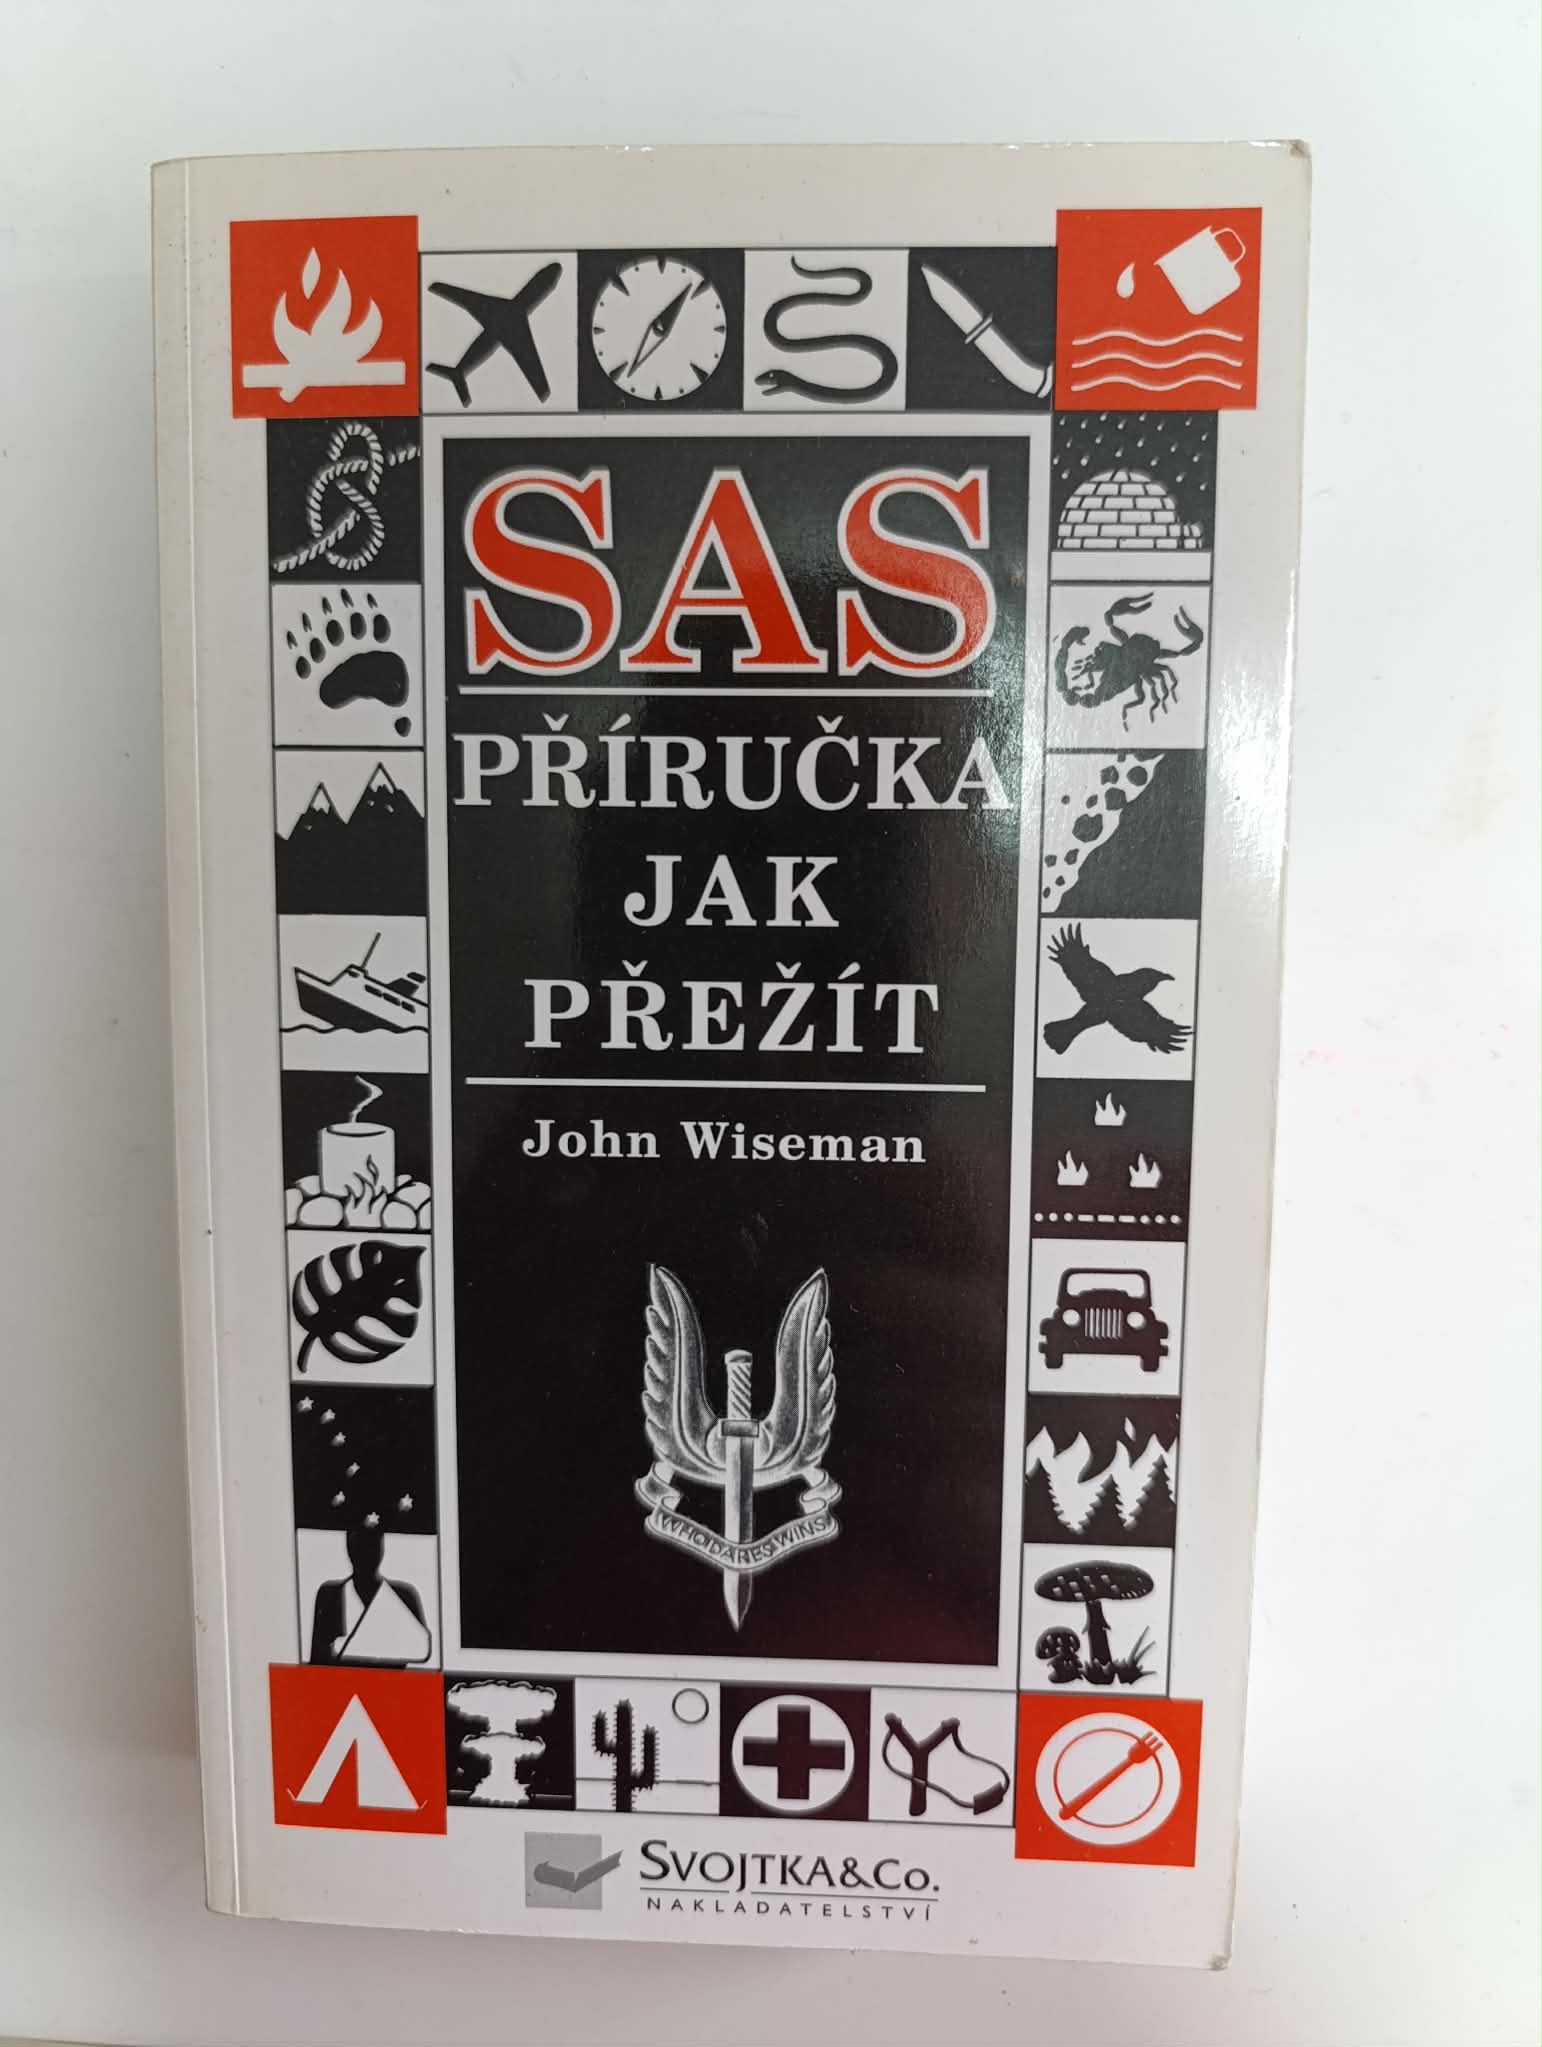 SAS
PŘÍRUČKA
JAK
PŘEŽÍT
John Wiseman
WHO DARES WINS
SVOJTKA&CO.
NAKLADATELSTVÍ